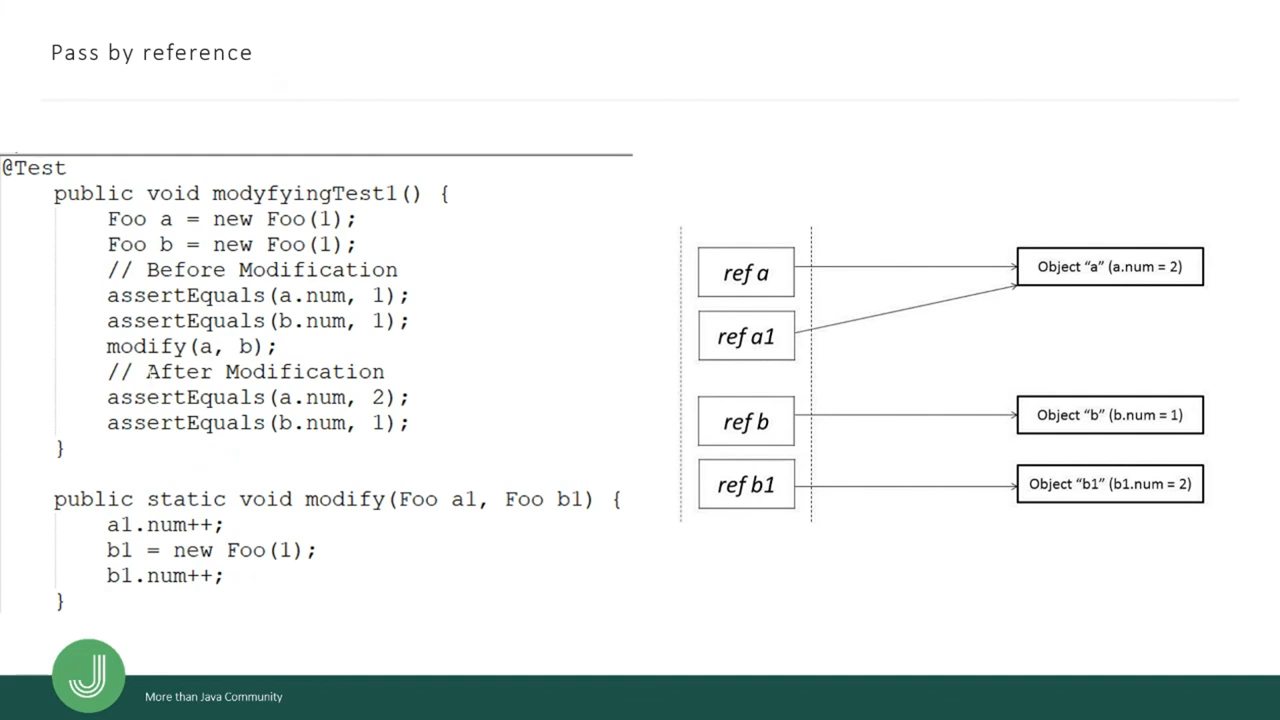 Pass by reference
@Test
public void modyfyingTest1() {
Foo a = new Foo(1);
Foo b = new Foo(1);
// Before Modification
assertEquals(a.num, 1);
assertEquals(b.num, 1);
modify(a, b);
// After Modification
assertEquals(a.num, 2);
assertEquals(b.num, 1);
}
public static void modify(Foo a1, Foo b1) {
a1.num++;
b1 = new Foo(1);
b1.num++;
}
ref a
ref a1
ref b
ref b1
Object “a” (a.num = 2)
Object “b” (b.num = 1)
Object “b1” (b1.num = 2)
J
More than Java Community